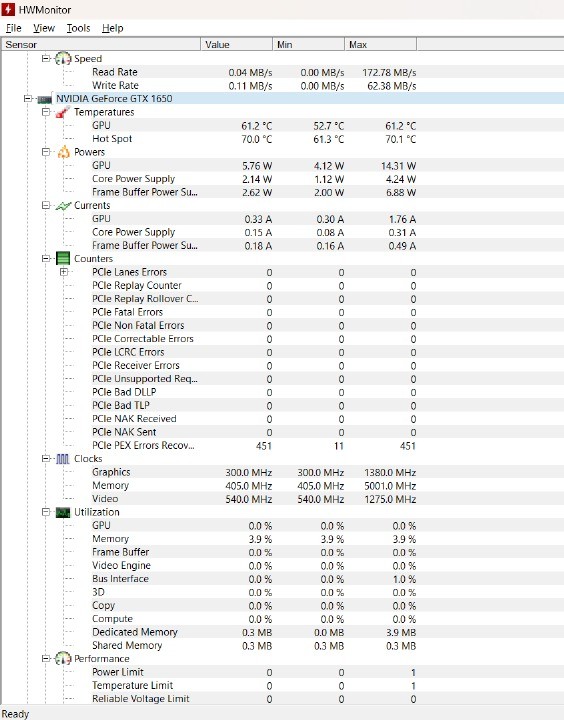 HWMonitor
File View Tools Help
Sensor Value Min Max
Speed
Read Rate 0.04 MB/s 0.00 MB/s 172.78 MB/s
Write Rate 0.11 MB/s 0.00 MB/s 62.38 MB/s
NVIDIA GeForce GTX 1650
Temperatures
GPU 61.2 °C 52.7 °C 61.2 °C
Hot Spot 70.0 °C 61.3 °C 70.1 °C
Powers
GPU 5.76 W 4.12 W 14.31 W
Core Power Supply 2.14 W 1.12 W 4.24 W
Frame Buffer Power Su... 2.62 W 2.00 W 6.88 W
Currents
GPU 0.33 A 0.30 A 1.76 A
Core Power Supply 0.15 A 0.08 A 0.31 A
Frame Buffer Power Su... 0.18 A 0.16 A 0.49 A
Counters
PCIe Lanes Errors 0 0 0
PCIe Replay Counter 0 0 0
PCIe Replay Rollover C... 0 0 0
PCIe Fatal Errors 0 0 0
PCIe Non Fatal Errors 0 0 0
PCIe Correctable Errors 0 0 0
PCIe LCRC Errors 0 0 0
PCIe Receiver Errors 0 0 0
PCIe Unsupported Req... 0 0 0
PCIe Bad DLLP 0 0 0
PCIe Bad TLP 0 0 0
PCIe NAK Received 0 0 0
PCIe NAK Sent 0 0 0
PCIe PEX Errors Recov... 451 11 451
Clocks
Graphics 300.0 MHz 300.0 MHz 1380.0 MHz
Memory 405.0 MHz 405.0 MHz 5001.0 MHz
Video 540.0 MHz 540.0 MHz 1275.0 MHz
Utilization
GPU 0.0 % 0.0 % 0.0 %
Memory 3.9 % 3.9 % 3.9 %
Frame Buffer 0.0 % 0.0 % 0.0 %
Video Engine 0.0 % 0.0 % 0.0 %
Bus Interface 0.0 % 0.0 % 1.0 %
3D 0.0 % 0.0 % 0.0 %
Copy 0.0 % 0.0 % 0.0 %
Compute 0.0 % 0.0 % 0.0 %
Dedicated Memory 0.3 MB 0.0 MB 3.9 MB
Shared Memory 0.3 MB 0.3 MB 0.3 MB
Performance
Power Limit 0 0 1
Temperature Limit 0 0 1
Reliable Voltage Limit 0 0 0
Ready